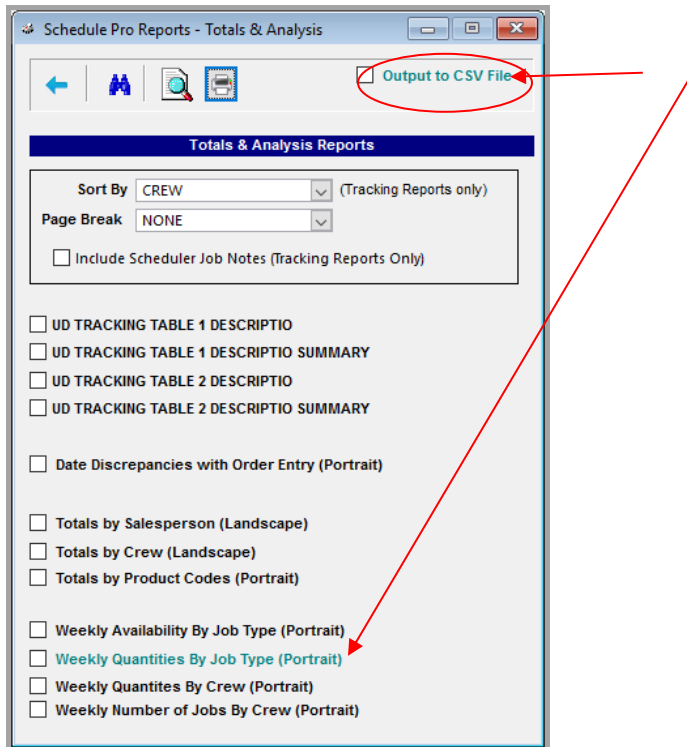 Schedule Pro Reports - Totals & Analysis
Output to CSV File
Totals & Analysis Reports
Sort By CREW (Tracking Reports only)
Page Break NONE
Include Scheduler Job Notes (Tracking Reports Only)
UD TRACKING TABLE 1 DESCRIPTIO
UD TRACKING TABLE 1 DESCRIPTIO SUMMARY
UD TRACKING TABLE 2 DESCRIPTIO
UD TRACKING TABLE 2 DESCRIPTIO SUMMARY
Date Discrepancies with Order Entry (Portrait)
Totals by Salesperson (Landscape)
Totals by Crew (Landscape)
Totals by Product Codes (Portrait)
Weekly Availability By Job Type (Portrait)
Weekly Quantities By Job Type (Portrait)
Weekly Quantites By Crew (Portrait)
Weekly Number of Jobs By Crew (Portrait)